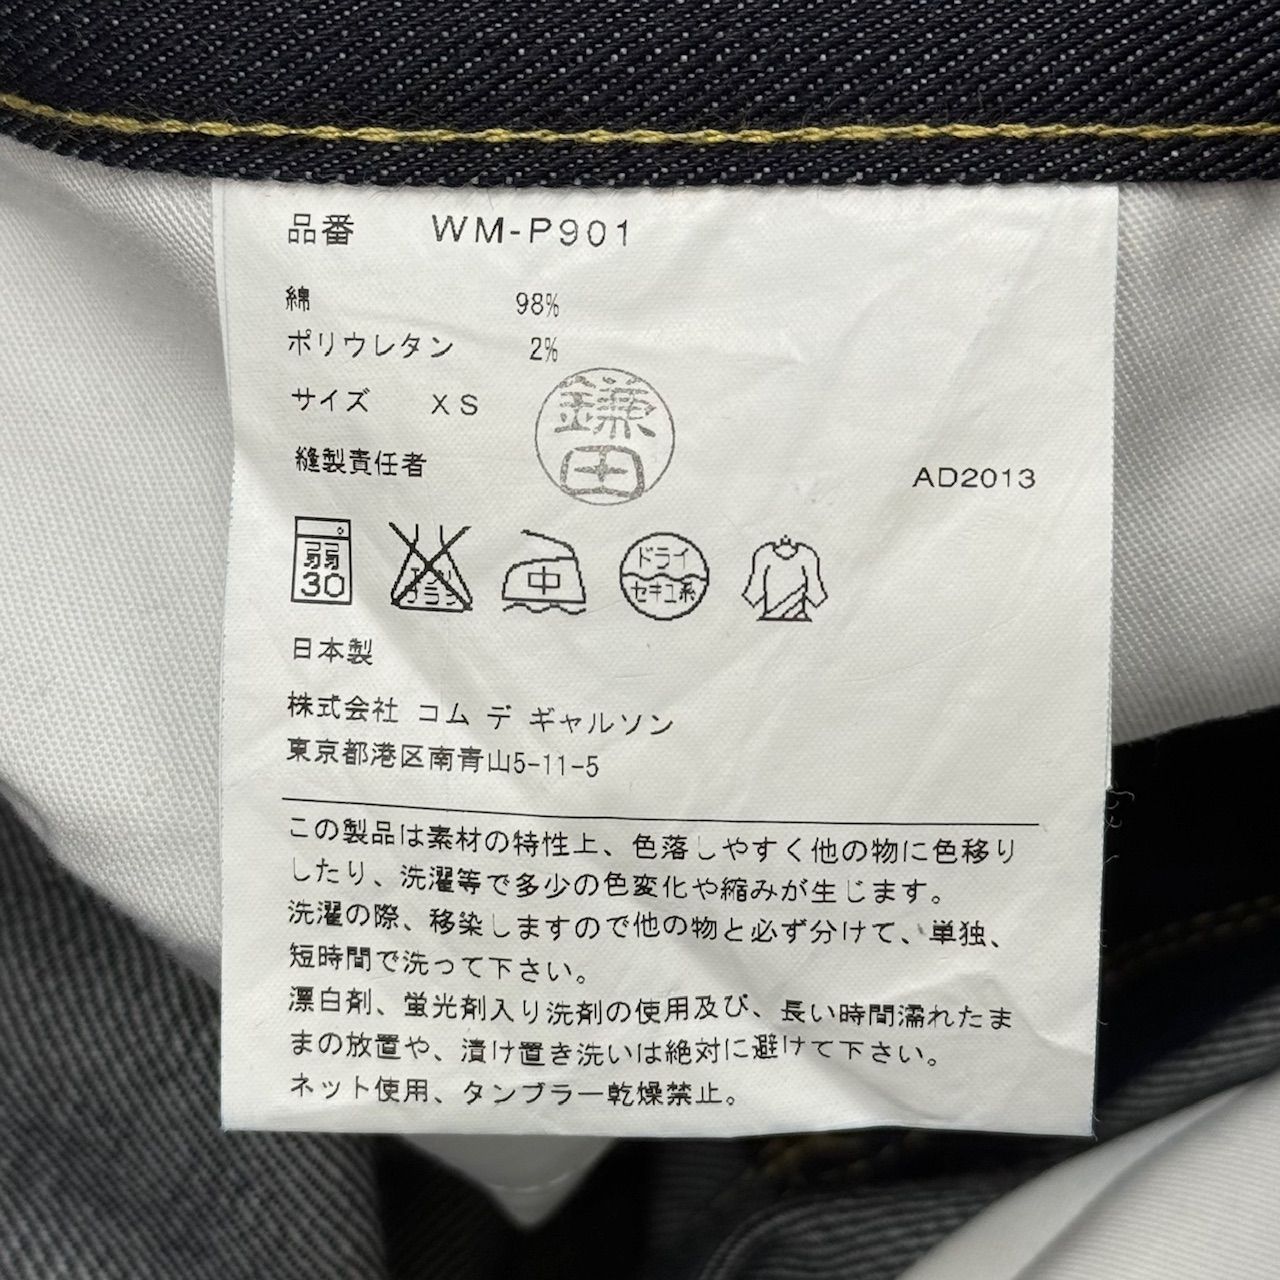 品番 WM-P901
綿 98%
ポリウレタン 2%
サイズ XS
鎌田
縫製責任者
AD2013
弱
30
エンソ
サラシ
中
ドライ
セキユ系
日本製
株式会社 コム デ ギャルソン
東京都港区南青山5-11-5
この製品は素材の特性上、色落しやすく他の物に色移り
したり、洗濯等で多少の色変化や縮みが生じます。
洗濯の際、移染しますので他の物と必ず分けて、単独、
短時間で洗って下さい。
漂白剤、蛍光剤入り洗剤の使用及び、長い時間濡れたま
まの放置や、漬け置き洗いは絶対に避けて下さい。
ネット使用、タンブラー乾燥禁止。